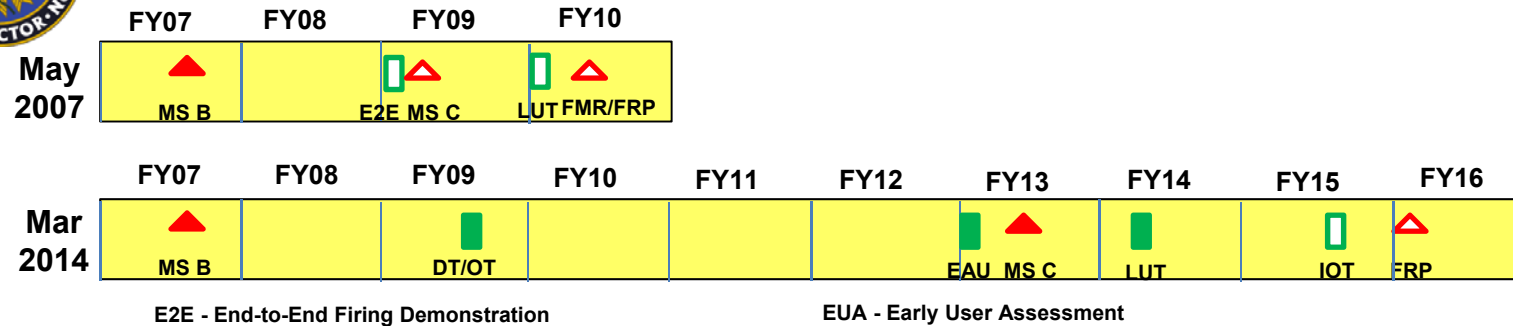 CTOR
FY07 FY08 FY09 FY10
May
2007
MS B E2E MS C LUT FMR/FRP
FY07 FY08 FY09 FY10 FY11 FY12 FY13 FY14 FY15 FY16
Mar
2014
MS B DT/OT EAU MS C LUT IOT FRP
E2E - End-to-End Firing Demonstration EUA - Early User Assessment